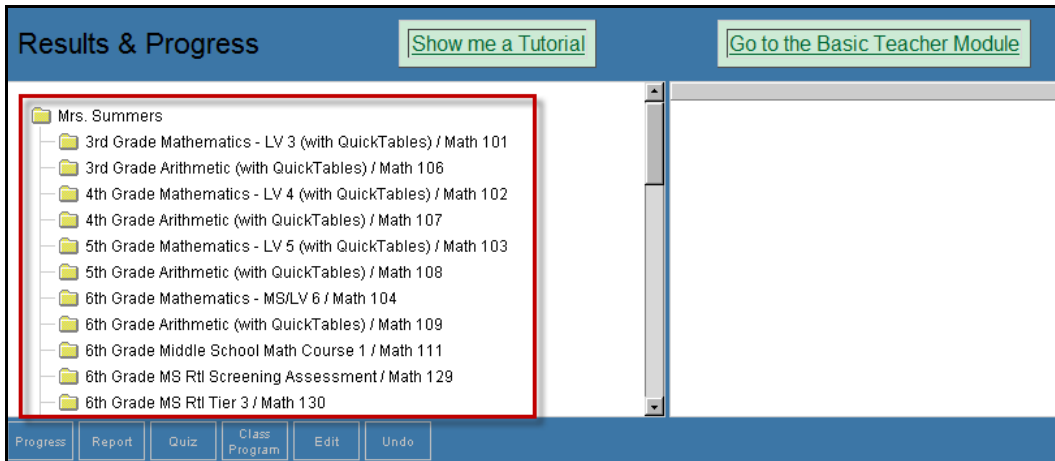 Results & Progress
Show me a Tutorial
Go to the Basic Teacher Module
Mrs. Summers
3rd Grade Mathematics - LV 3 (with QuickTables) / Math 101
3rd Grade Arithmetic (with QuickTables) / Math 106
4th Grade Mathematics - LV 4 (with QuickTables) / Math 102
4th Grade Arithmetic (with QuickTables) / Math 107
5th Grade Mathematics - LV 5 (with QuickTables) / Math 103
5th Grade Arithmetic (with QuickTables) / Math 108
6th Grade Mathematics - MS/LV 6 / Math 104
6th Grade Arithmetic (with QuickTables) / Math 109
6th Grade Middle School Math Course 1 / Math 111
6th Grade MS RtI Screening Assessment / Math 129
6th Grade MS RtI Tier 3 / Math 130
Progress
Report
Quiz
Class
Program
Edit
Undo